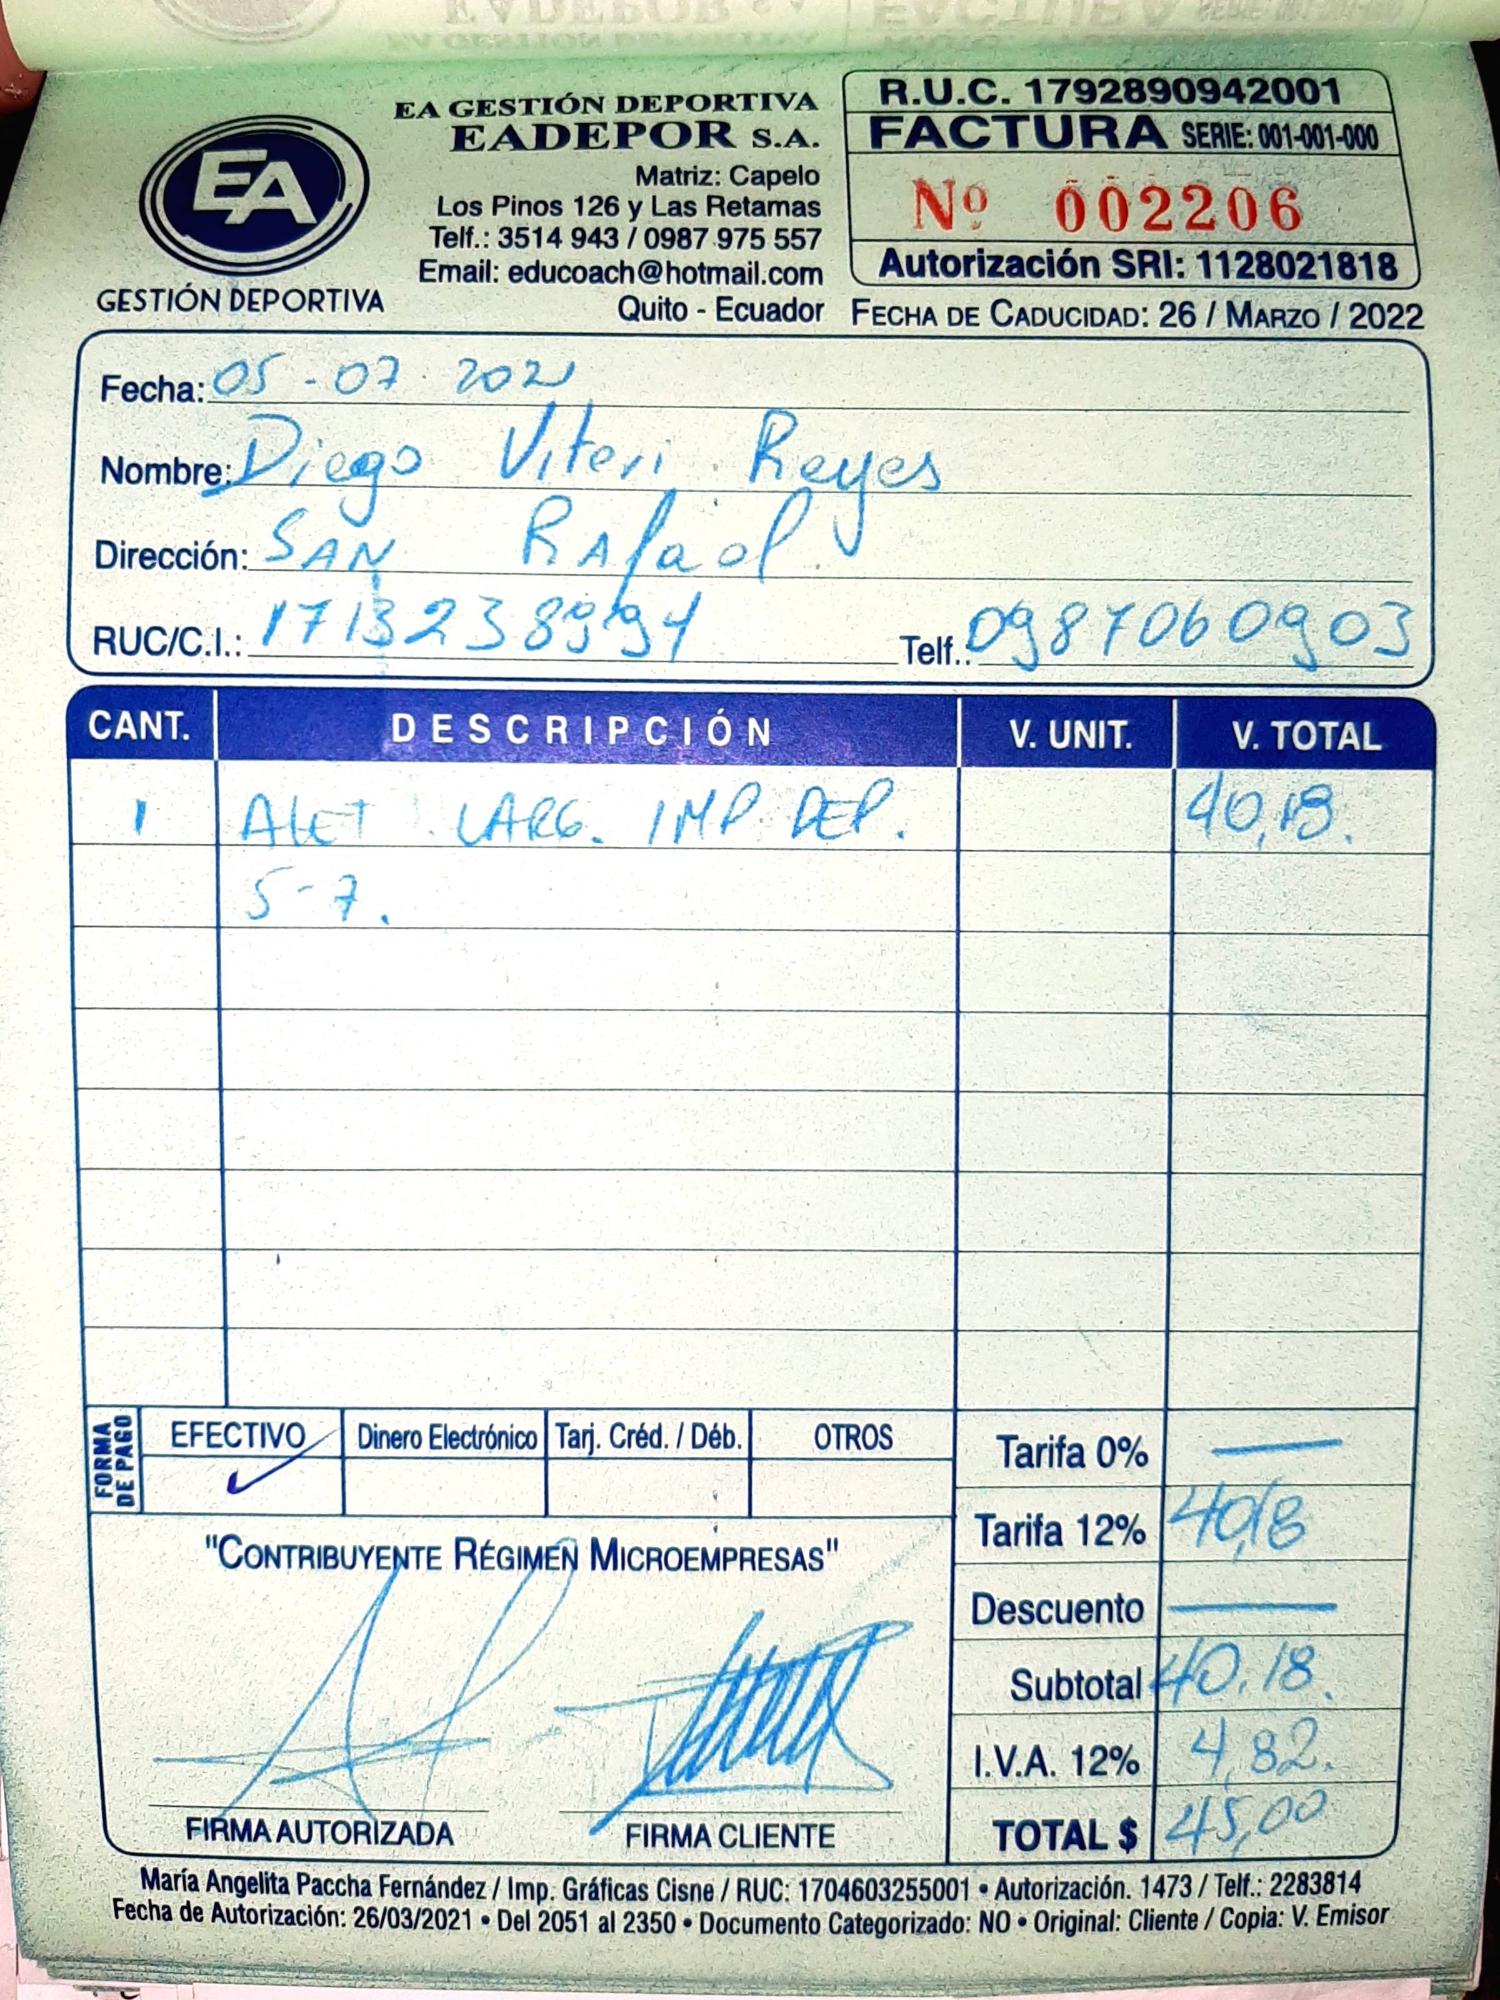 EA GESTIÓN DEPORTIVA
EADEPOR S.A.
Matriz: Capelo
Los Pinos 126 y Las Retamas
Telf.: 3514 943 / 0987 975 557
Email: educoach@hotmail.com
Quito - Ecuador
EA
GESTIÓN DEPORTIVA
R.U.C. 1792890942001
FACTURA SERIE: 001-001-000
Nº 002206
Autorización SRI: 1128021818
FECHA DE CADUCIDAD: 26 / MARZO / 2022
Fecha: 05-07-2021
Nombre: Diego Viteri Reyes
Dirección: SAN Rafael
RUC/C.I.: Telf.: 0987060903
CANT. DESCRIPCIÓN V. UNIT. V. TOTAL
1 LARG. IMP DEP. 40,18.
5-7.
FORMA DE PAGO
EFECTIVO Dinero Electrónico Tarj. Créd. / Déb. OTROS
"CONTRIBUYENTE RÉGIMEN MICROEMPRESAS"
Tarifa 0% —
Tarifa 12% 40,18
Descuento —
Subtotal 40.18.
I.V.A. 12% 4,82.
TOTAL $ 45,00
FIRMA AUTORIZADA FIRMA CLIENTE
María Angelita Paccha Fernández / Imp. Gráficas Cisne / RUC: 1704603255001 • Autorización. 1473 / Telf.: 2283814
Fecha de Autorización: 26/03/2021 • Del 2051 al 2350 • Documento Categorizado: NO • Original: Cliente / Copia: V. Emisor